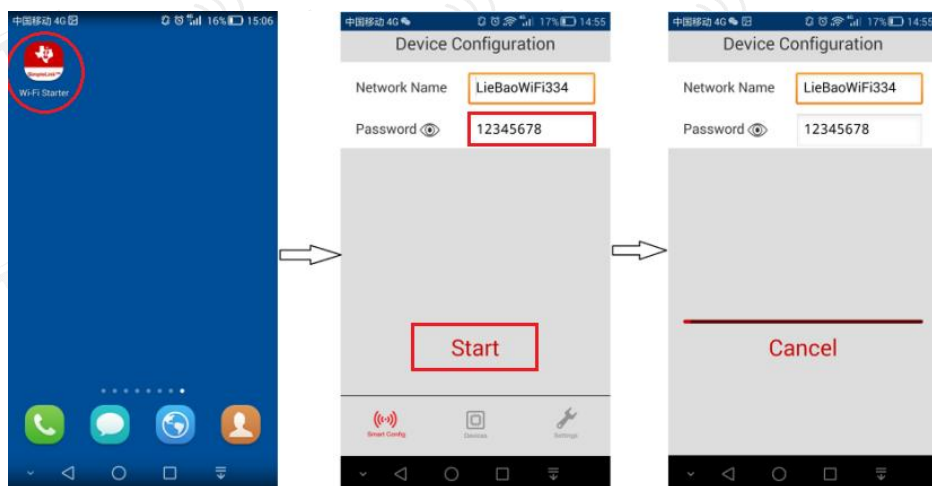 中国移动 4G 16% 15:06
SimpleLink™
Wi-Fi Starter
中国移动 4G 17% 14:55
Device Configuration
Network Name LieBaoWiFi334
Password 12345678
Start
Smart Config Devices Settings
中国移动 4G 17% 14:55
Device Configuration
Network Name LieBaoWiFi334
Password 12345678
Cancel